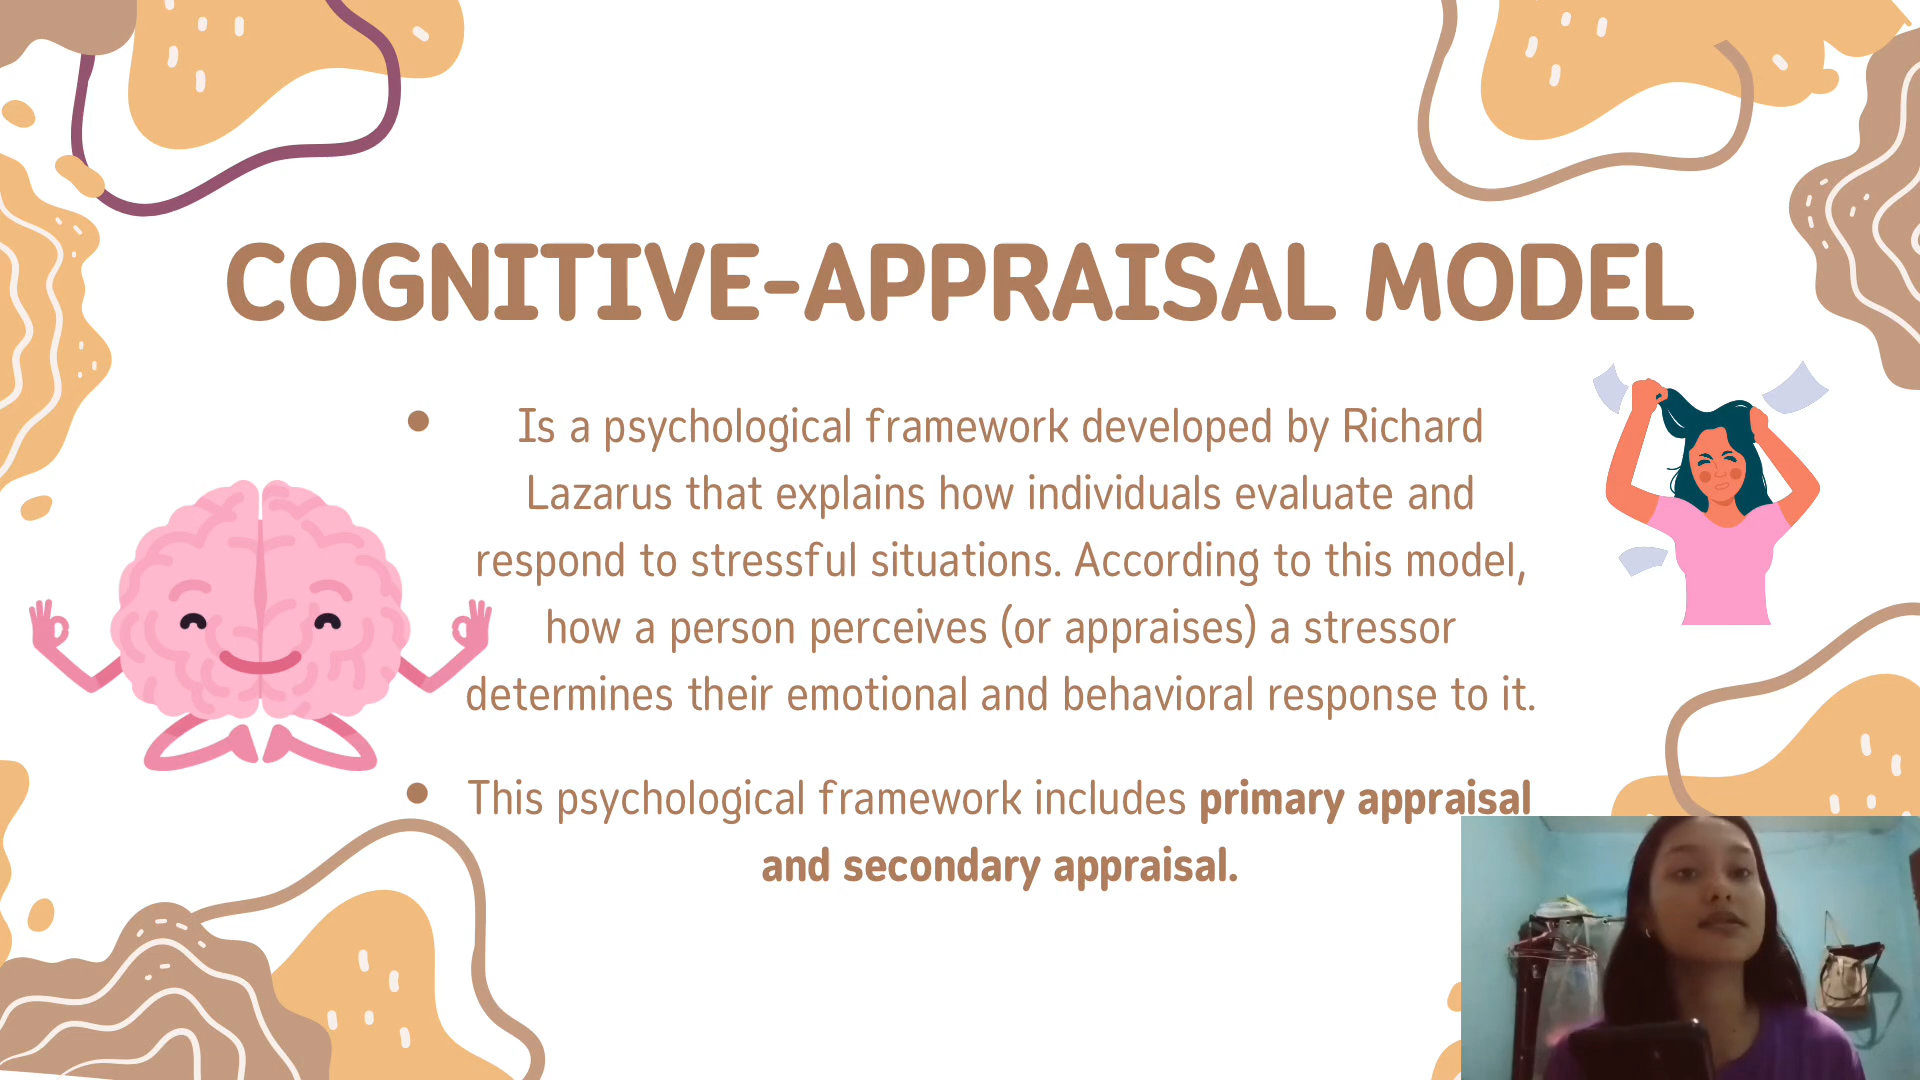 COGNITIVE-APPRAISAL MODEL
Is a psychological framework developed by Richard
Lazarus that explains how individuals evaluate and
respond to stressful situations. According to this model,
how a person perceives (or appraises) a stressor
determines their emotional and behavioral response to it.
This psychological framework includes primary appraisal
and secondary appraisal.